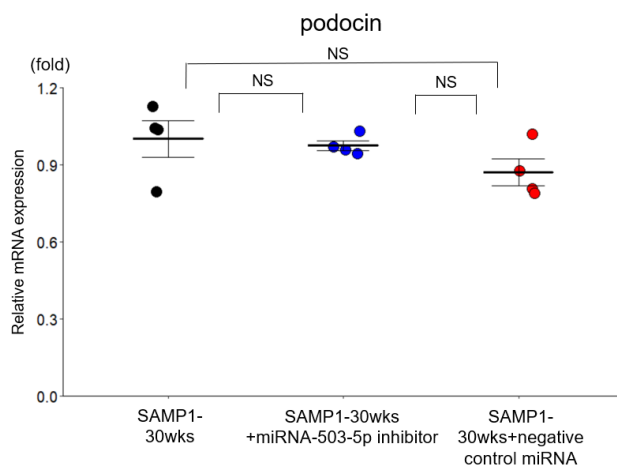 podocin
NS
(fold)
NS
NS
1.2
0.9
0.6
0.3
0.0
Relative mRNA expression
SAMP1-
30wks
SAMP1-30wks
+miRNA-503-5p inhibitor
SAMP1-
30wks+negative
control miRNA